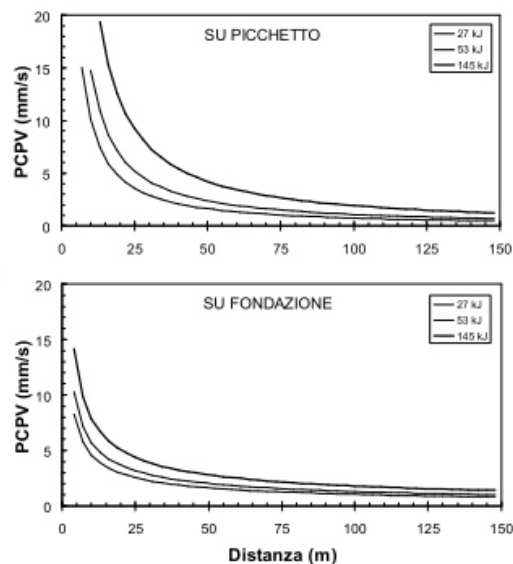 SU PICCHETTO
27 kJ
53 kJ
145 kJ
PCPV (mm/s)
20
15
10
5
0
0 25 50 75 100 125 150
SU FONDAZIONE
27 kJ
53 kJ
145 kJ
PCPV (mm/s)
20
15
10
5
0
0 25 50 75 100 125 150
Distanza (m)